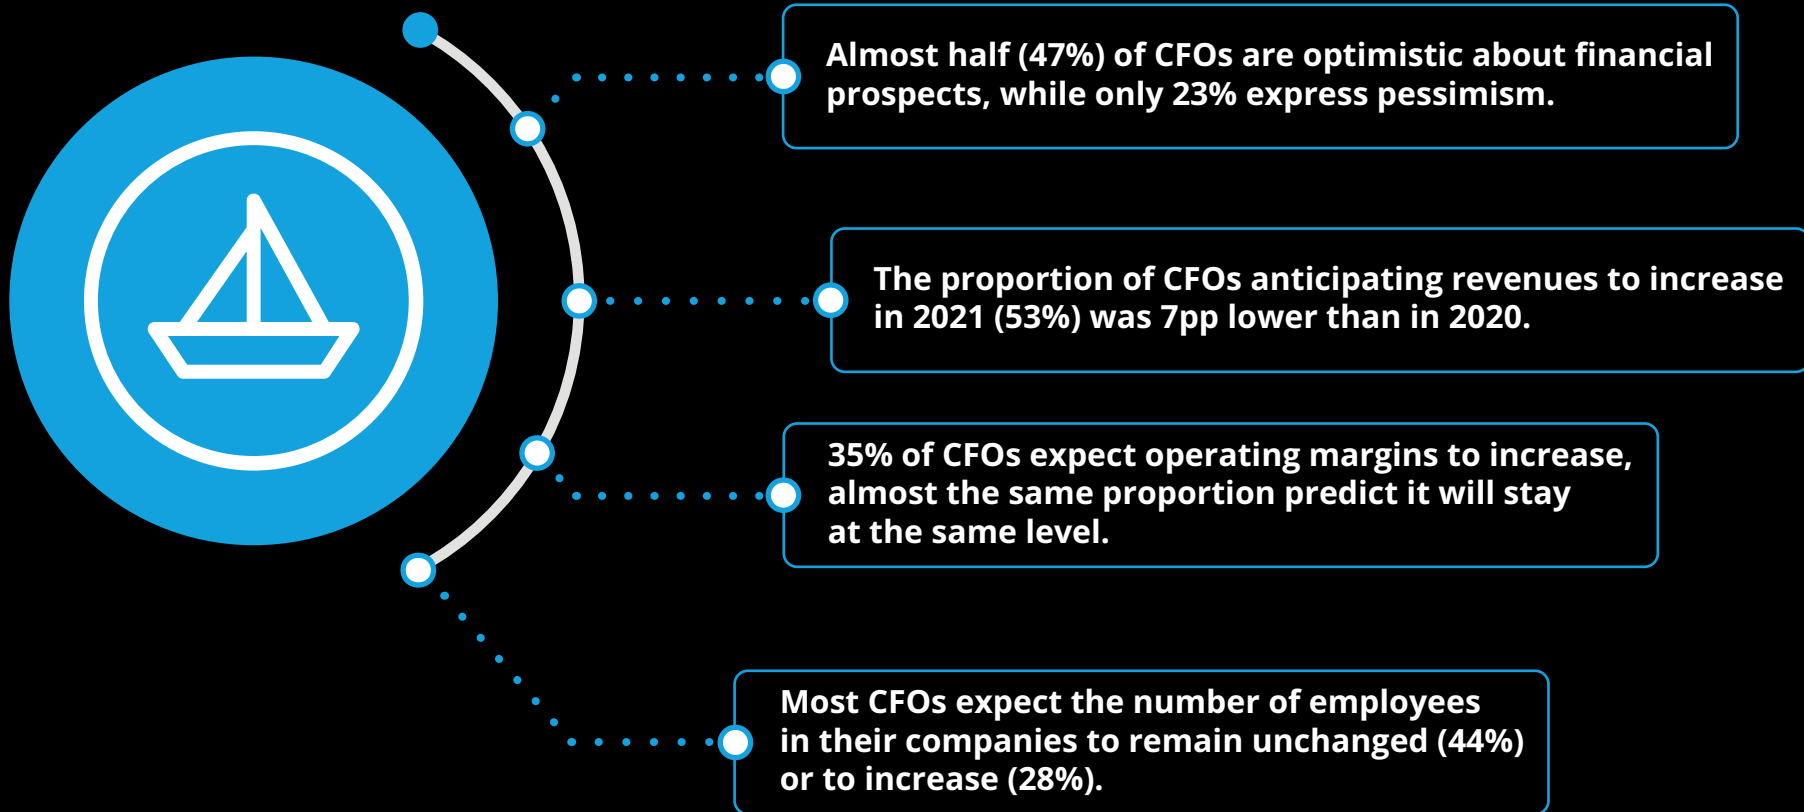 Almost half (47%) of CFOs are optimistic about financial
prospects, while only 23% express pessimism.
The proportion of CFOs anticipating revenues to increase
in 2021 (53%) was 7pp lower than in 2020.
35% of CFOs expect operating margins to increase,
almost the same proportion predict it will stay
at the same level.
Most CFOs expect the number of employees
in their companies to remain unchanged (44%)
or to increase (28%).